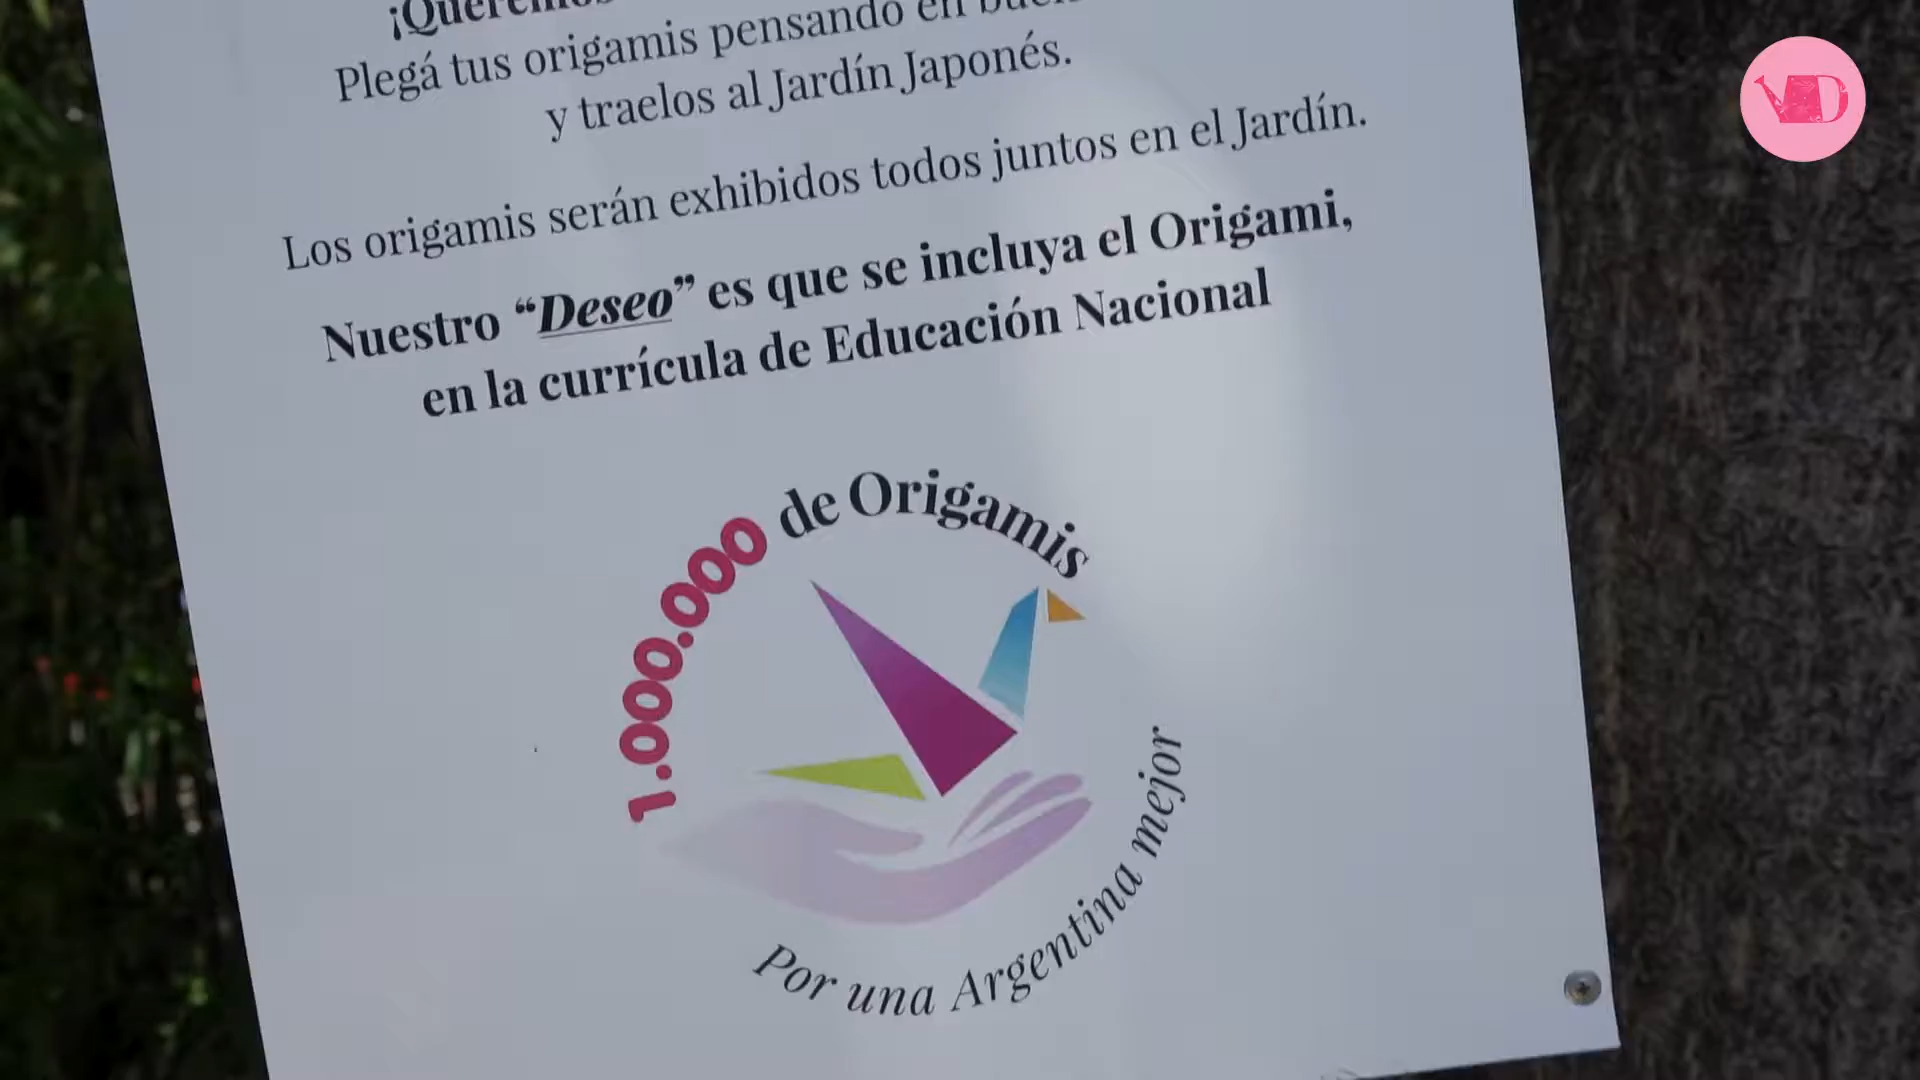 Plegá tus origamis pensando en
y traelos al Jardín Japonés.
Los origamis serán exhibidos todos juntos en el Jardín.
Nuestro “Deseo” es que se incluya el Origami,
en la currícula de Educación Nacional
1.000.000 de Origamis
Por una Argentina mejor
VD